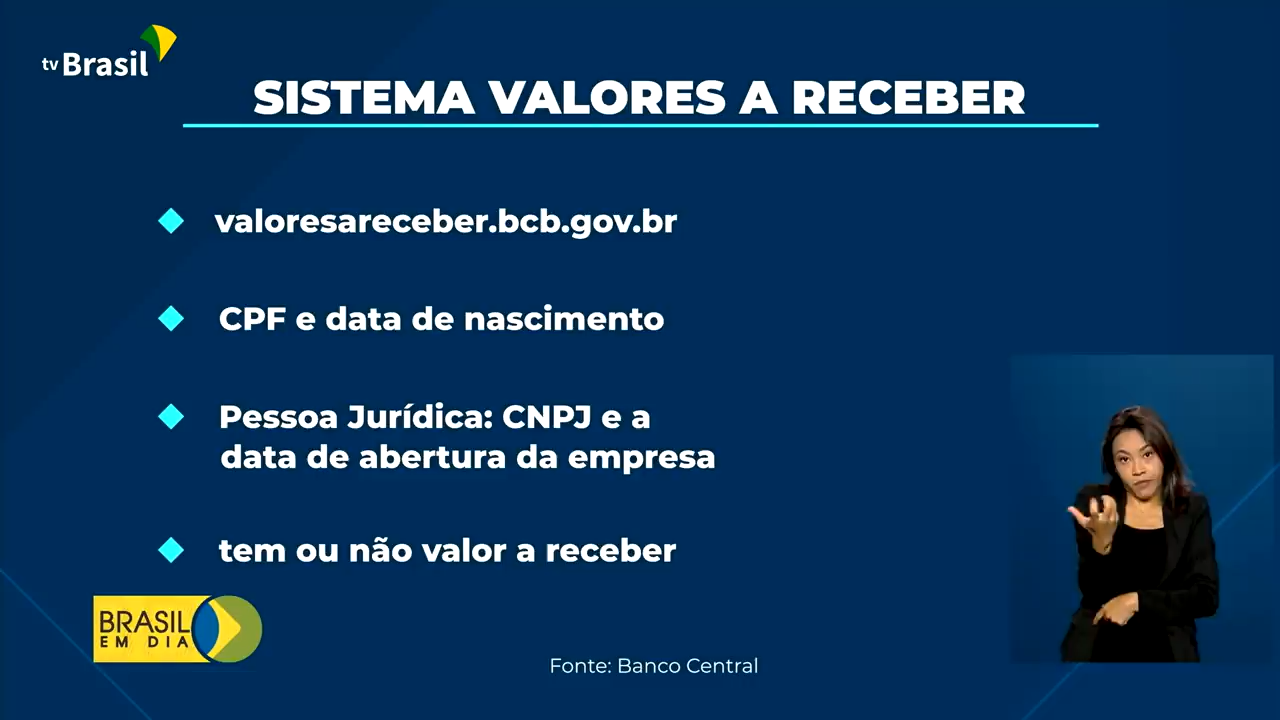 tv Brasil
SISTEMA VALORES A RECEBER
valoresareceber.bcb.gov.br
CPF e data de nascimento
Pessoa Jurídica: CNPJ e a
data de abertura da empresa
tem ou não valor a receber
BRASIL
EM DIA
Fonte: Banco Central